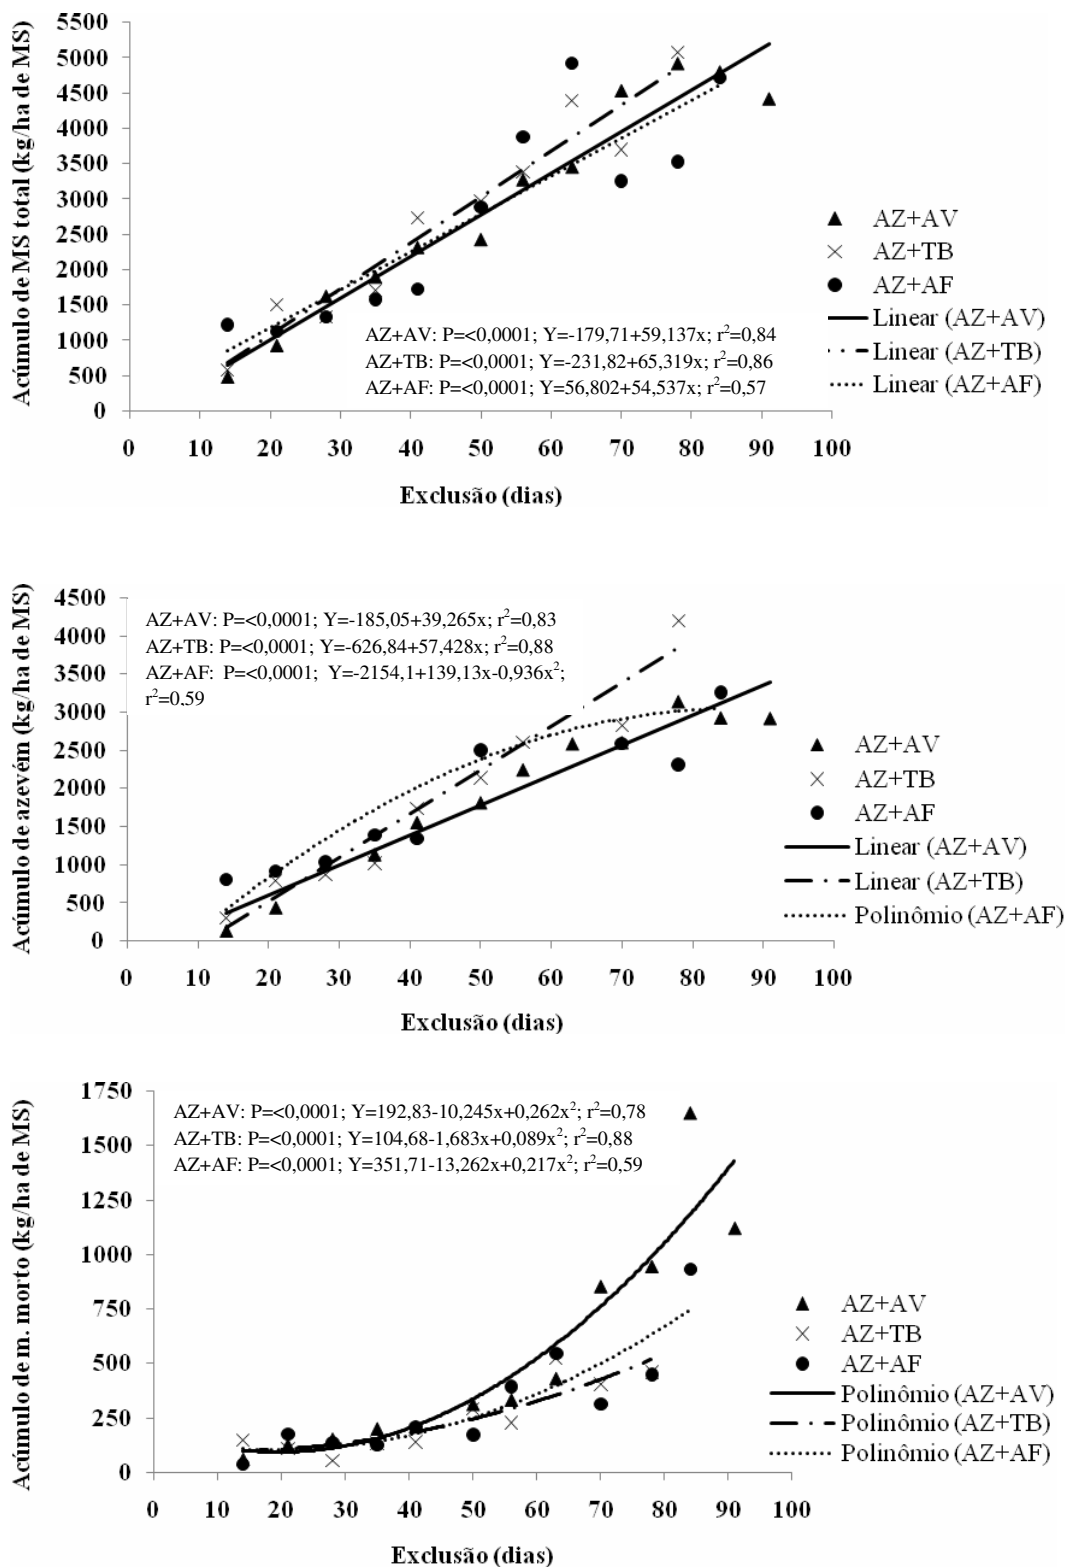 Acúmulo de MS total (kg/ha de MS)
5500
5000
4500
4000
3500
3000
2500
2000
1500
1000
500
0
AZ+AV
AZ+TB
AZ+AF
Linear (AZ+AV)
Linear (AZ+TB)
Linear (AZ+AF)
AZ+AV: P=<0,0001; Y=-179,71+59,137x; r²=0,84
AZ+TB: P=<0,0001; Y=-231,82+65,319x; r²=0,86
AZ+AF: P=<0,0001; Y=56,802+54,537x; r²=0,57
0 10 20 30 40 50 60 70 80 90 100
Exclusão (dias)
Acúmulo de azevém (kg/ha de MS)
4500
4000
3500
3000
2500
2000
1500
1000
500
0
AZ+AV: P=<0,0001; Y=-185,05+39,265x; r²=0,83
AZ+TB: P=<0,0001; Y=-626,84+57,428x; r²=0,88
AZ+AF: P=<0,0001; Y=-2154,1+139,13x-0,936x²;
r²=0,59
AZ+AV
AZ+TB
AZ+AF
Linear (AZ+AV)
Linear (AZ+TB)
Polinômio (AZ+AF)
0 10 20 30 40 50 60 70 80 90 100
Exclusão (dias)
Acúmulo de m. morto (kg/ha de MS)
1750
1500
1250
1000
750
500
250
0
AZ+AV: P=<0,0001; Y=192,83-10,245x+0,262x²; r²=0,78
AZ+TB: P=<0,0001; Y=104,68-1,683x+0,089x²; r²=0,88
AZ+AF: P=<0,0001; Y=351,71-13,262x+0,217x²; r²=0,59
AZ+AV
AZ+TB
AZ+AF
Polinômio (AZ+AV)
Polinômio (AZ+TB)
Polinômio (AZ+AF)
0 10 20 30 40 50 60 70 80 90 100
Exclusão (dias)